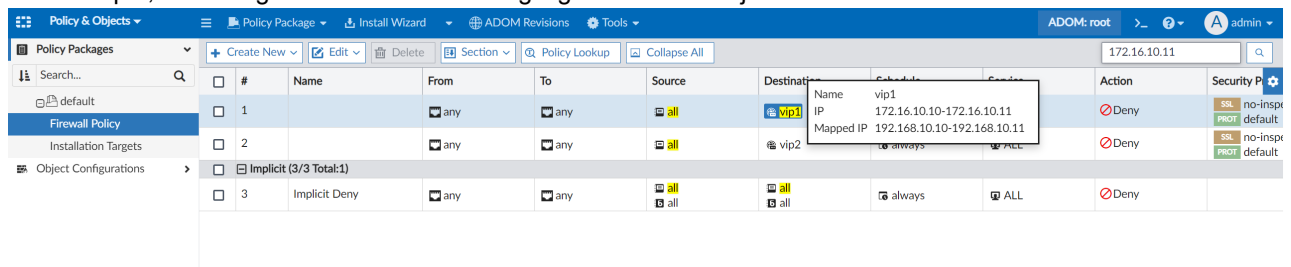 Policy & Objects
Policy Package Install Wizard ADOM Revisions Tools ADOM: root >_ ? A admin
Policy Packages
Create New Edit Delete Section Policy Lookup Collapse All 172.16.10.11
Search...
# Name From To Source Destination Schedule Service Action Security P
default
1 any any all vip1 Deny SSL no-inspe
PROT default
Name vip1
IP 172.16.10.10-172.16.10.11
Mapped IP 192.168.10.10-192.168.10.11
Firewall Policy
Installation Targets
2 any any all vip2 always ALL Deny SSL no-inspe
PROT default
Object Configurations
Implicit (3/3 Total:1)
3 Implicit Deny any any all all always ALL Deny
all all